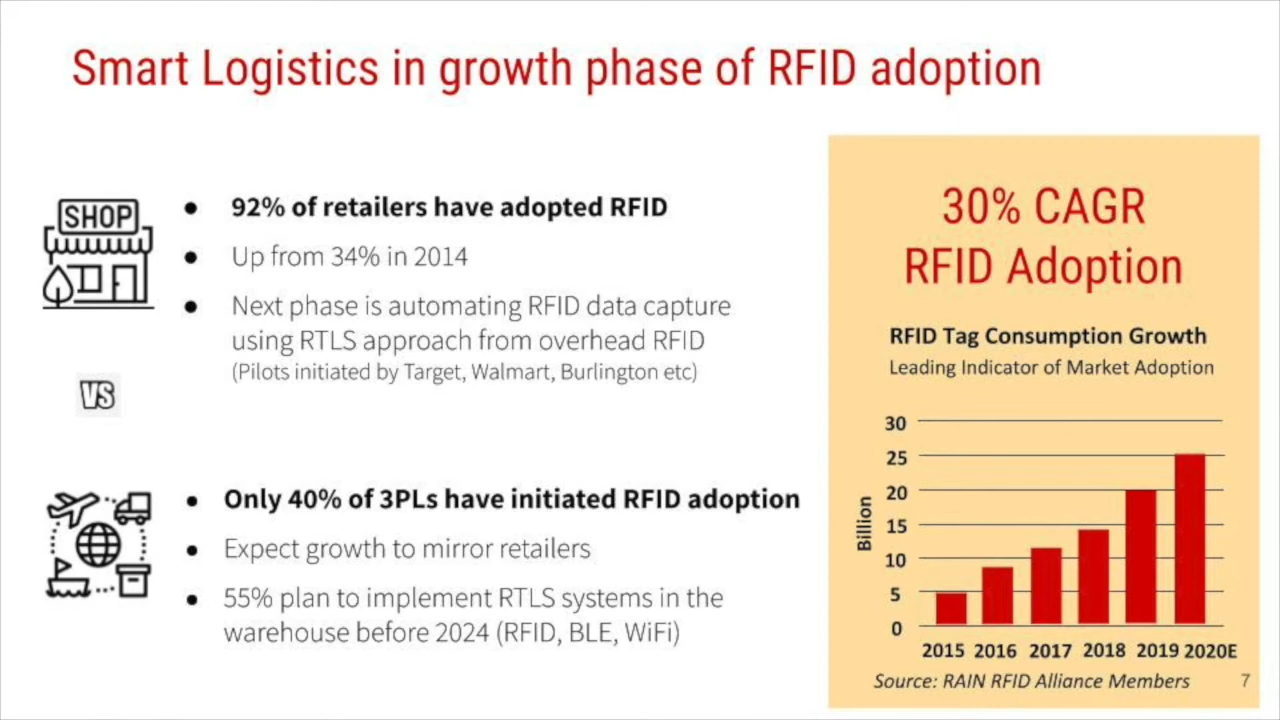 Smart Logistics in growth phase of RFID adoption
SHOP
● 92% of retailers have adopted RFID
● Up from 34% in 2014
● Next phase is automating RFID data capture
using RTLS approach from overhead RFID
(Pilots initiated by Target, Walmart, Burlington etc)
VS
● Only 40% of 3PLs have initiated RFID adoption
● Expect growth to mirror retailers
● 55% plan to implement RTLS systems in the
warehouse before 2024 (RFID, BLE, WiFi)
30% CAGR
RFID Adoption
RFID Tag Consumption Growth
Leading Indicator of Market Adoption
Billion
30
25
20
15
10
5
0
2015 2016 2017 2018 2019 2020E
Source: RAIN RFID Alliance Members
7